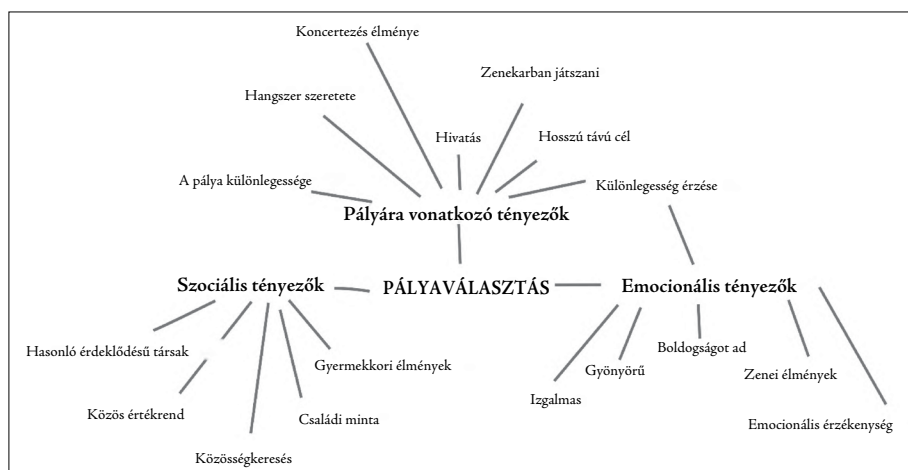 Koncertezés élménye
Zenekarban játszani
Hangszer szeretete
Hivatás
Hosszú távú cél
A pálya különlegessége
Különlegesség érzése
Pályára vonatkozó tényezők
Szociális tényezők
PÁLYAVÁLASZTÁS
Emocionális tényezők
Hasonló érdeklődésű társak
Gyermekkori élmények
Boldogságot ad
Gyönyörű
Zenei élmények
Izgalmas
Közös értékrend
Családi minta
Emocionális érzékenység
Közösségkeresés